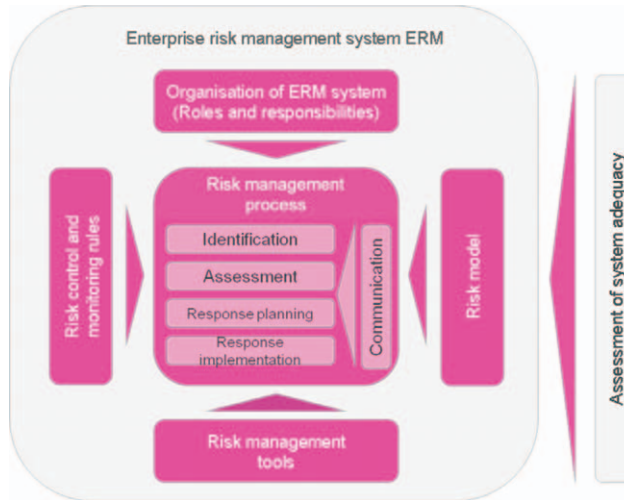 Enterprise risk management system ERM
Organisation of ERM system
(Roles and responsibilities)
Risk control and
monitoring rules
Risk management
process
Identification
Assessment
Response planning
Response
implementation
Communication
Risk model
Risk management
tools
Assessment of system adequacy